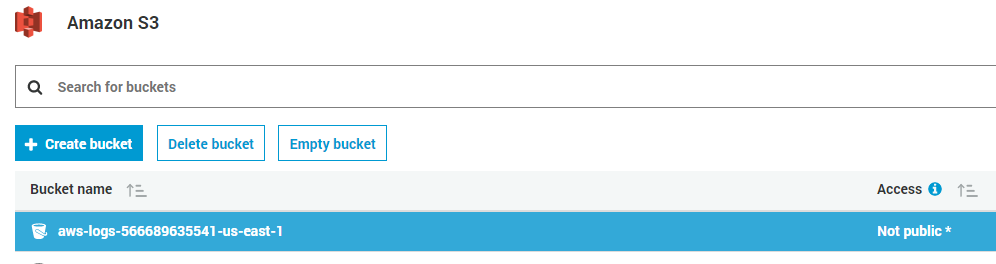 Amazon S3
Search for buckets
+ Create bucket Delete bucket Empty bucket
Bucket name Access
aws-logs-566689635541-us-east-1 Not public *